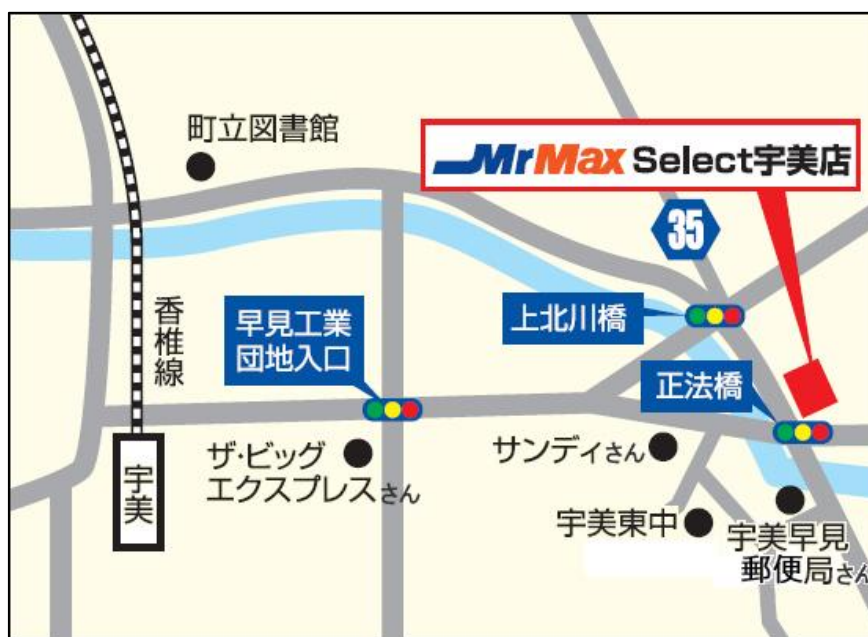 町立図書館
MrMax Select宇美店
35
香椎線
早見工業
団地入口
上北川橋
正法橋
宇美
ザ・ビッグ
エクスプレスさん
サンディさん
宇美東中
宇美早見
郵便局さん